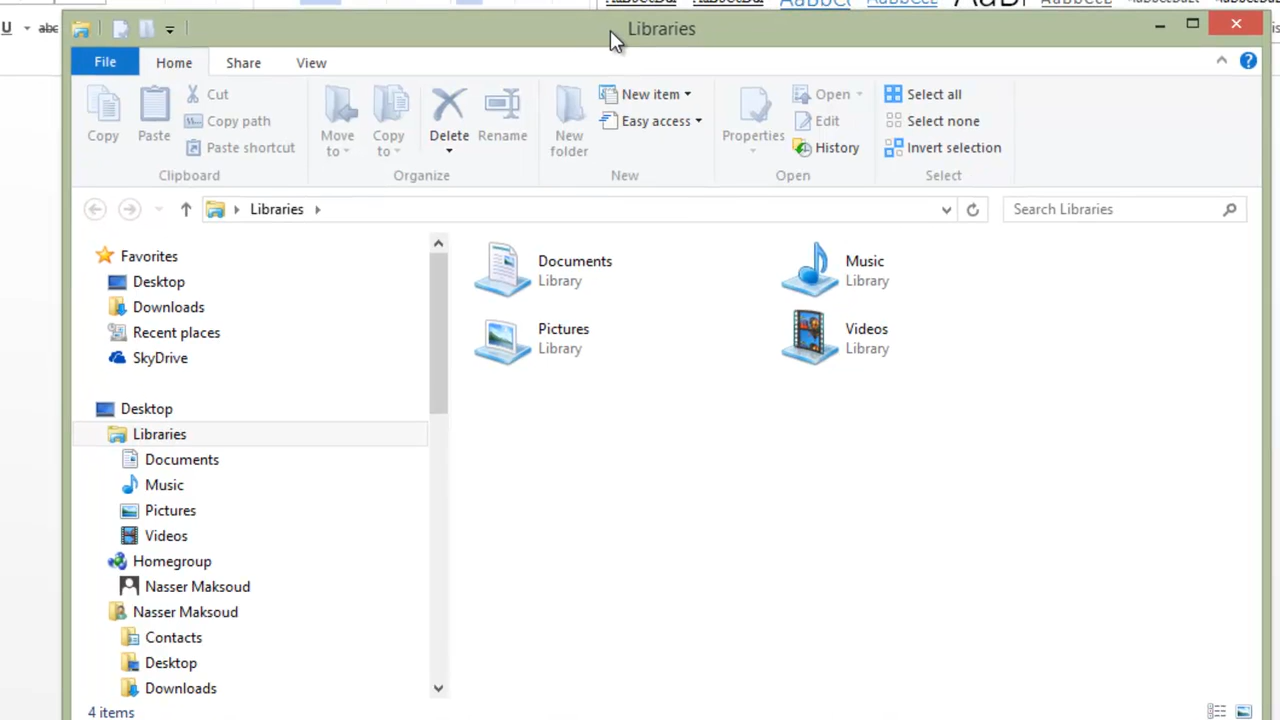 U abc
Libraries
File Home Share View
Copy
Paste
Cut
Copy path
Paste shortcut
Clipboard
Move to
Copy to
Delete
Rename
Organize
New folder
New item
Easy access
New
Properties
Open
Edit
History
Open
Select all
Select none
Invert selection
Select
Libraries
Search Libraries
Favorites
Desktop
Downloads
Recent places
SkyDrive
Desktop
Libraries
Documents
Music
Pictures
Videos
Homegroup
Nasser Maksoud
Nasser Maksoud
Contacts
Desktop
Downloads
Documents
Library
Music
Library
Pictures
Library
Videos
Library
4 items